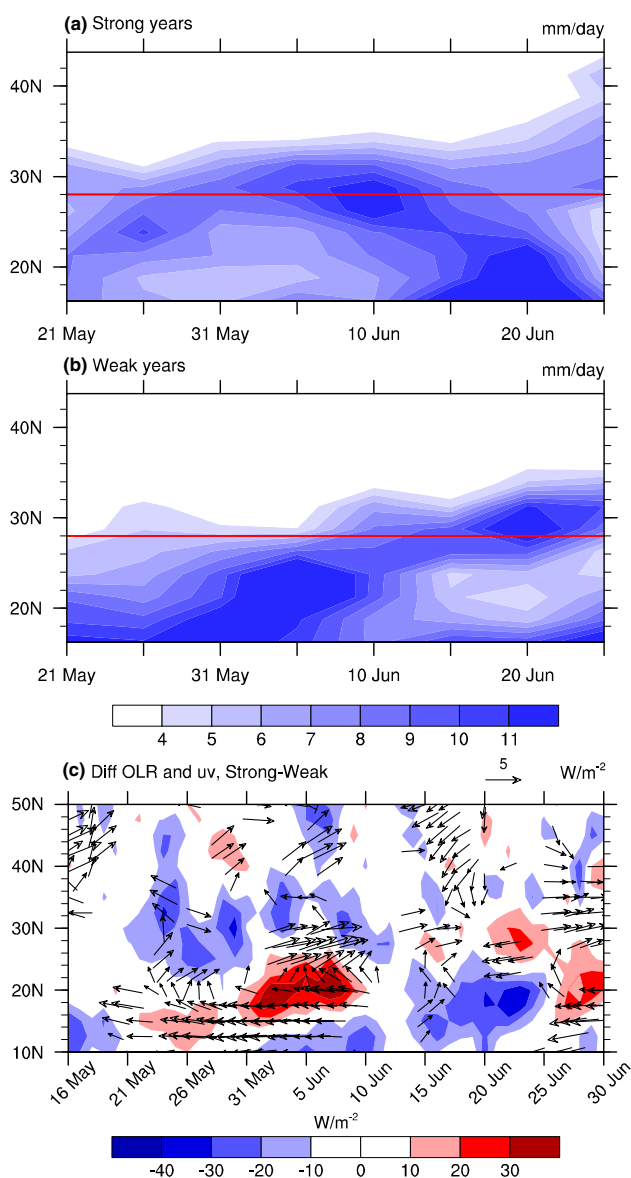 (a) Strong years mm/day
40N
30N
20N
21 May 31 May 10 Jun 20 Jun
(b) Weak years mm/day
40N
30N
20N
21 May 31 May 10 Jun 20 Jun
4 5 6 7 8 9 10 11
(c) Diff OLR and uv, Strong-Weak 5 W/m⁻²
50N
40N
30N
20N
10N
16 May 21 May 26 May 31 May 5 Jun 10 Jun 15 Jun 20 Jun 25 Jun 30 Jun
W/m⁻²
-40 -30 -20 -10 0 10 20 30